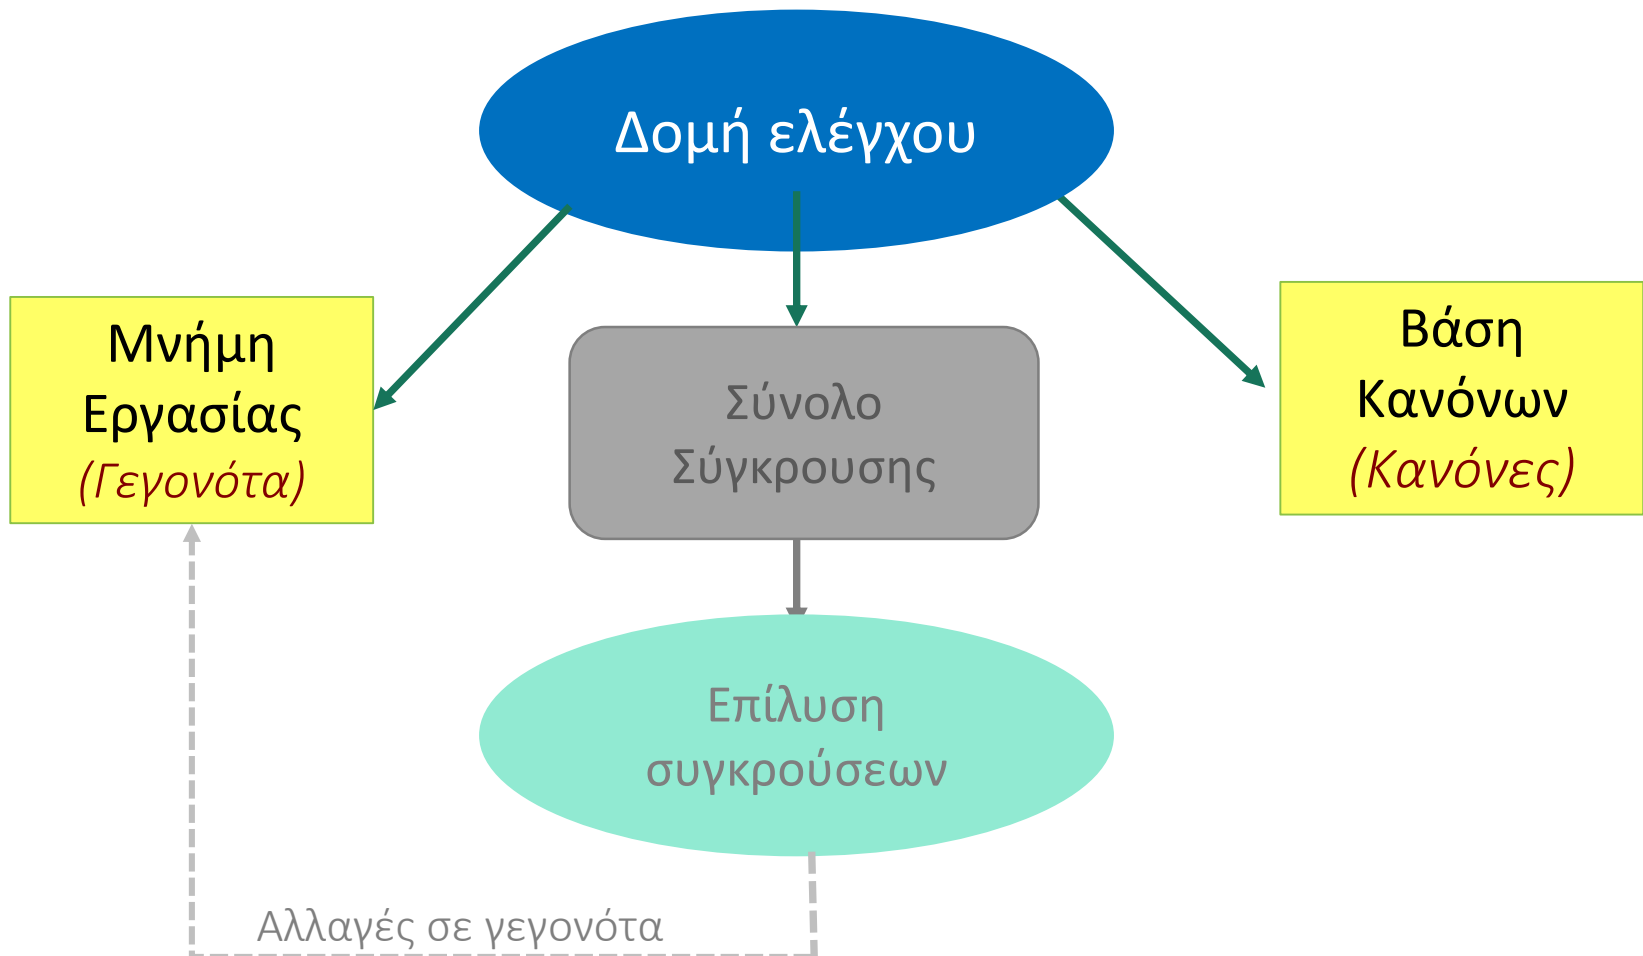 Δομή ελέγχου
Μνήμη
Εργασίας
(Γεγονότα)
Σύνολο
Σύγκρουσης
Βάση
Κανόνων
(Κανόνες)
Επίλυση
συγκρούσεων
Αλλαγές σε γεγονότα